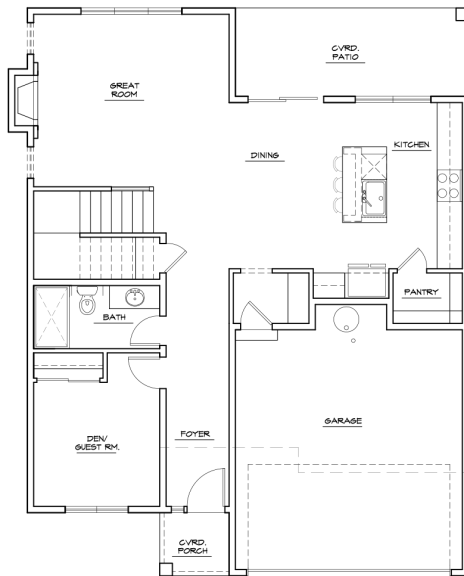 CVRD.
PATIO
GREAT
ROOM
KITCHEN
DINING
PANTRY
BATH
GARAGE
FOYER
DEN/
GUEST RM.
CVRD.
PORCH